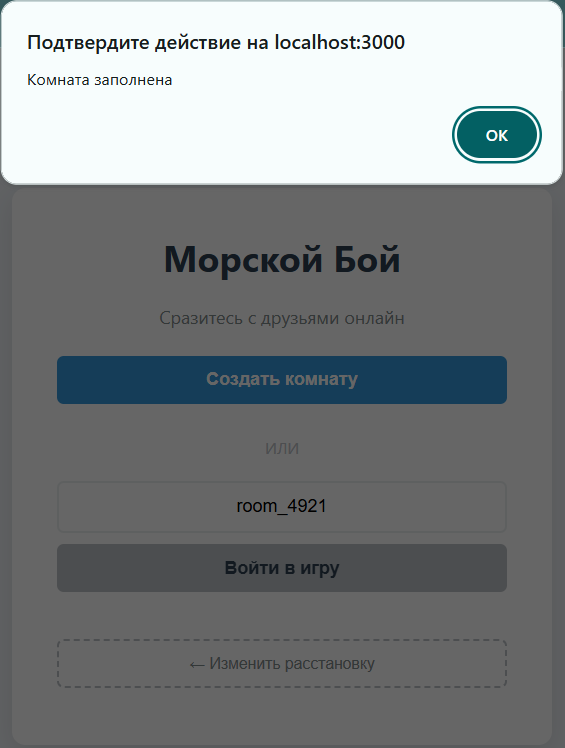 Подтвердите действие на localhost:3000
Комната заполнена
ОК
Морской Бой
Сразитесь с друзьями онлайн
Создать комнату
ИЛИ
room_4921
Войти в игру
← Изменить расстановку